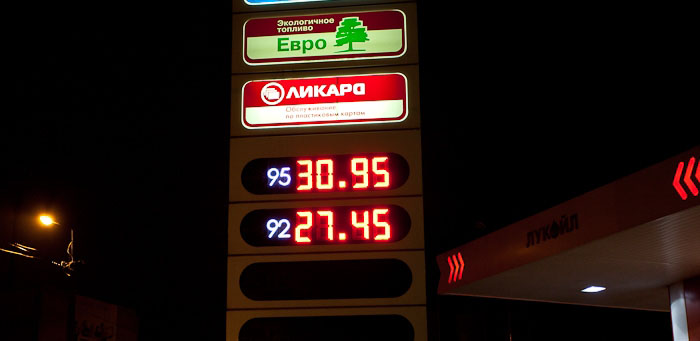 Экологичное
топливо
Евро
ЛИКАРД
Обслуживание
по пластиковым картам
95 30.95
92 27.45
ЛУКОЙЛ